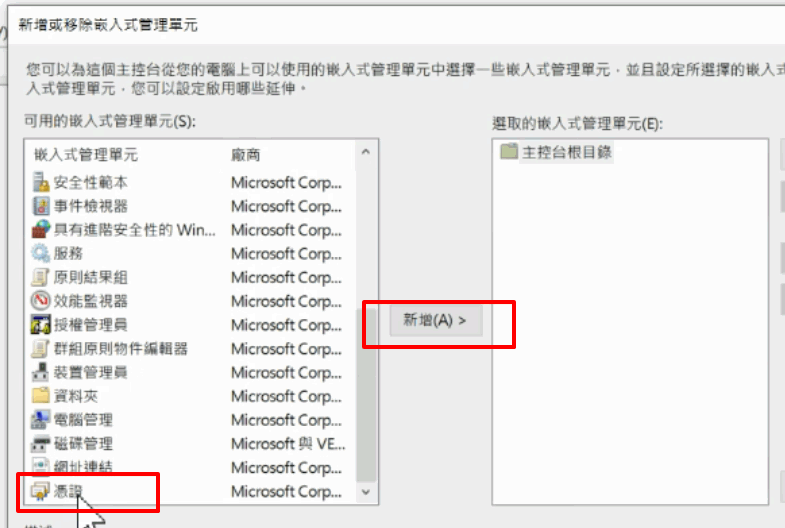 新增或移除嵌入式管理單元
您可以為這個主控台從您的電腦上可以使用的嵌入式管理單元中選擇一些嵌入式管理單元，並且設定所選擇的嵌入式
入式管理單元，您可以設定啟用哪些延伸。
可用的嵌入式管理單元(S):
選取的嵌入式管理單元(E):
嵌入式管理單元 廠商
主控台根目錄
安全性範本 Microsoft Corp...
事件檢視器 Microsoft Corp...
具有進階安全性的 Win... Microsoft Corp...
服務 Microsoft Corp...
原則結果組 Microsoft Corp...
效能監視器 Microsoft Corp...
授權管理員 Microsoft Corp...
新增(A) >
群組原則物件編輯器 Microsoft Corp...
裝置管理員 Microsoft Corp...
資料夾 Microsoft Corp...
電腦管理 Microsoft Corp...
磁碟管理 Microsoft 與 VE...
網址連結 Microsoft Corp...
憑證 Microsoft Corp...